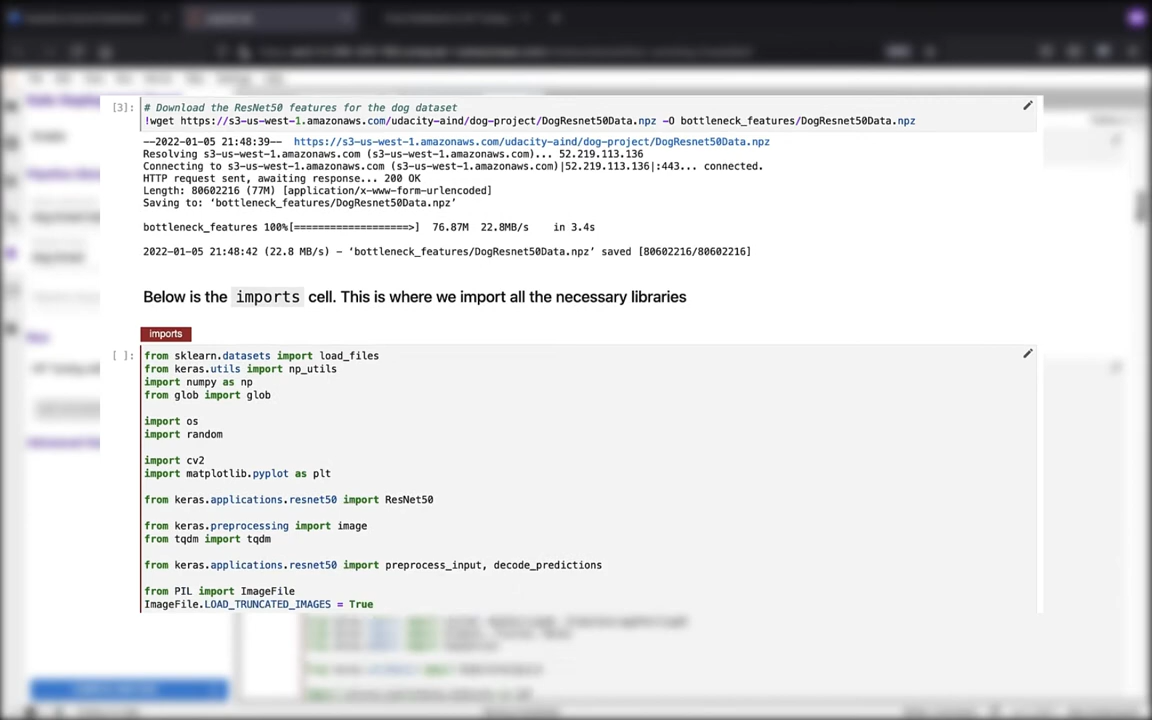 [3]:
# Download the ResNet50 features for the dog dataset
!wget https://s3-us-west-1.amazonaws.com/udacity-aind/dog-project/DogResnet50Data.npz -O bottleneck_features/DogResnet50Data.npz
--2022-01-05 21:48:39--  https://s3-us-west-1.amazonaws.com/udacity-aind/dog-project/DogResnet50Data.npz
Resolving s3-us-west-1.amazonaws.com (s3-us-west-1.amazonaws.com)... 52.219.113.136
Connecting to s3-us-west-1.amazonaws.com (s3-us-west-1.amazonaws.com)|52.219.113.136|:443... connected.
HTTP request sent, awaiting response... 200 OK
Length: 80602216 (77M) [application/x-www-form-urlencoded]
Saving to: ‘bottleneck_features/DogResnet50Data.npz’
bottleneck_features 100%[===================>]  76.87M  22.8MB/s    in 3.4s
2022-01-05 21:48:42 (22.8 MB/s) - ‘bottleneck_features/DogResnet50Data.npz’ saved [80602216/80602216]
Below is the imports cell. This is where we import all the necessary libraries
imports
[ ]:
from sklearn.datasets import load_files
from keras.utils import np_utils
import numpy as np
from glob import glob
import os
import random
import cv2
import matplotlib.pyplot as plt
from keras.applications.resnet50 import ResNet50
from keras.preprocessing import image
from tqdm import tqdm
from keras.applications.resnet50 import preprocess_input, decode_predictions
from PIL import ImageFile
ImageFile.LOAD_TRUNCATED_IMAGES = True